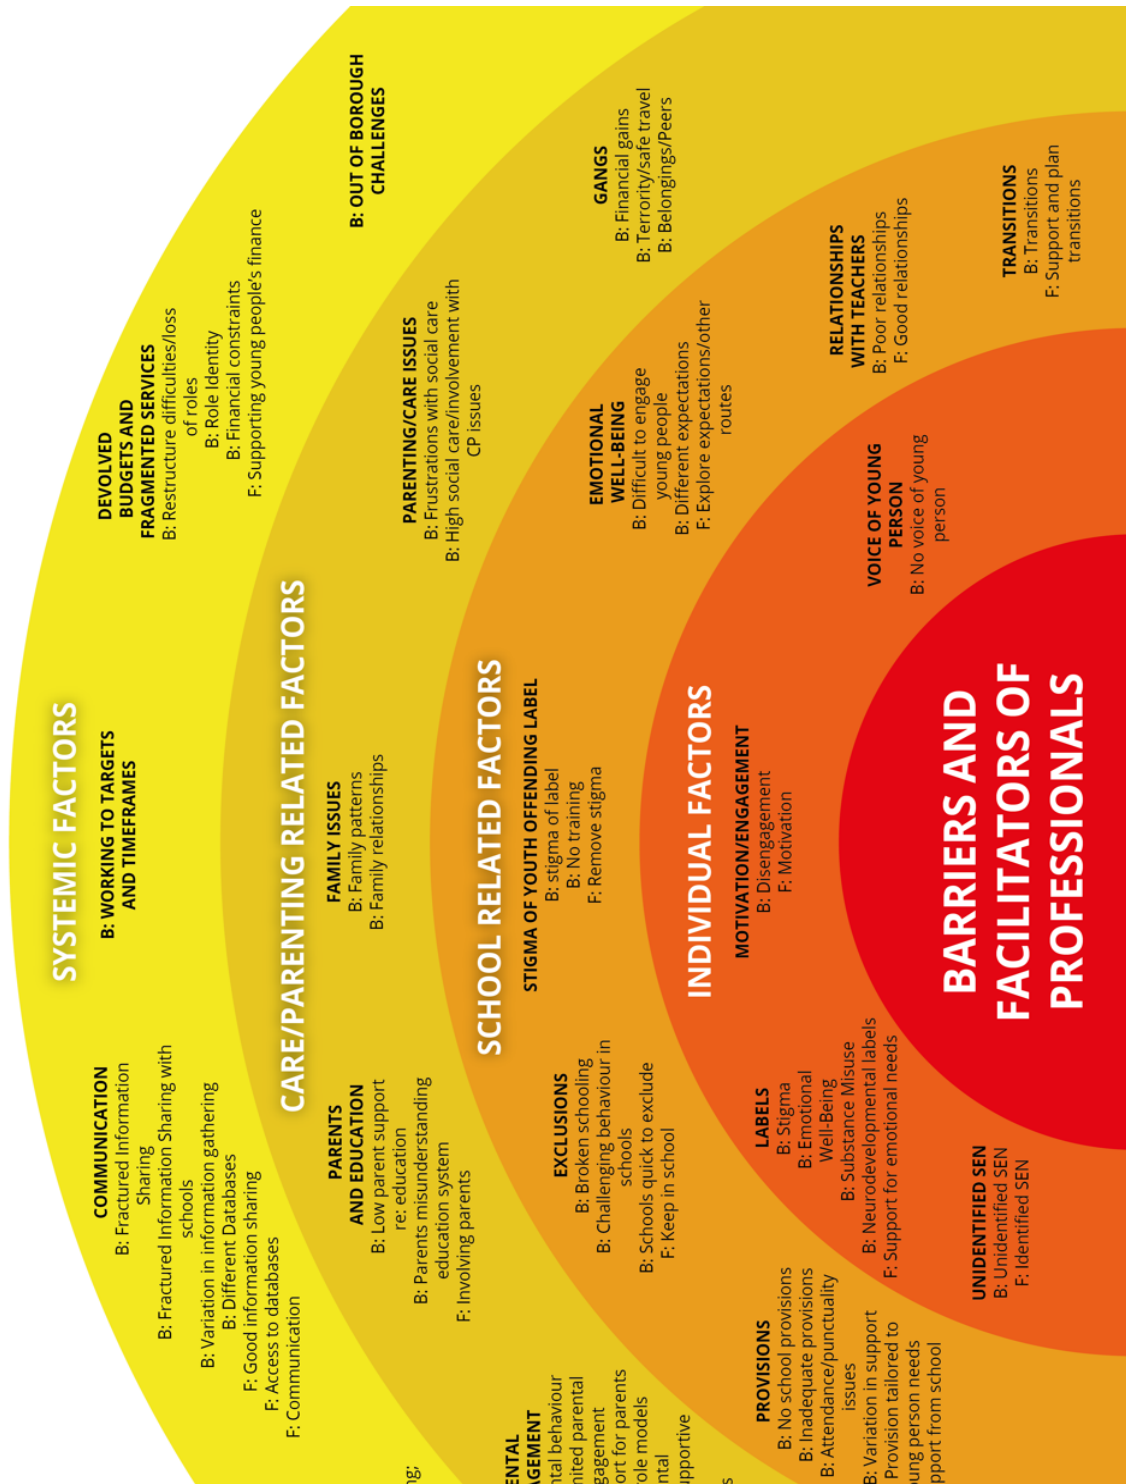 SYSTEMIC FACTORS
COMMUNICATION
B: Fractured Information
Sharing
B: Fractured Information Sharing with
schools
B: Variation in information gathering
B: Different Databases
F: Good information sharing
F: Access to databases
F: Communication
B: WORKING TO TARGETS
AND TIMEFRAMES
DEVOLVED
BUDGETS AND
FRAGMENTED SERVICES
B: Restructure difficulties/loss
of roles
B: Role Identity
B: Financial constraints
F: Supporting young people's finance
B: OUT OF BOROUGH
CHALLENGES
CARE/PARENTING RELATED FACTORS
PARENTS
AND EDUCATION
B: Low parent support
re: education
B: Parents misunderstanding
education system
F: Involving parents
FAMILY ISSUES
B: Family patterns
B: Family relationships
PARENTING/CARE ISSUES
B: Frustrations with social care
B: High social care/involvement with
CP issues
GANGS
B: Financial gains
B: Terrority/safe travel
B: Belongings/Peers
SCHOOL RELATED FACTORS
EXCLUSIONS
B: Broken schooling
B: Challenging behaviour in
schools
B: Schools quick to exclude
F: Keep in school
STIGMA OF YOUTH OFFENDING LABEL
B: stigma of label
B: No training
F: Remove stigma
EMOTIONAL
WELL-BEING
B: Difficult to engage
young people
B: Different expectations
F: Explore expectations/other
routes
RELATIONSHIPS
WITH TEACHERS
B: Poor relationships
F: Good relationships
TRANSITIONS
B: Transitions
F: Support and plan
transitions
PROVISIONS
B: No school provisions
B: Inadequate provisions
B: Attendance/punctuality
issues
B: Variation in support
Provision tailored to
person needs
from school
behaviour
parental
for parents
models
INDIVIDUAL FACTORS
UNIDENTIFIED SEN
B: Unidentified SEN
F: Identified SEN
LABELS
B: Stigma
B: Emotional
Well-Being
B: Substance Misuse
B: Neurodevelopmental labels
F: Support for emotional needs
MOTIVATION/ENGAGEMENT
B: Disengagement
F: Motivation
VOICE OF YOUNG
PERSON
B: No voice of young
person
BARRIERS AND
FACILITATORS OF
PROFESSIONALS